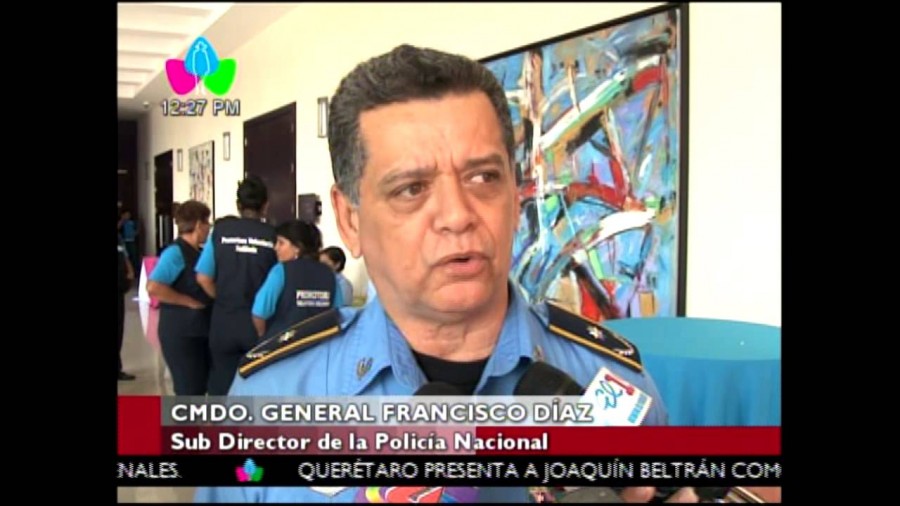 12:27 PM
PROMOTOR
CMDO. GENERAL FRANCISCO DÍAZ
Sub Director de la Policía Nacional
NALES. QUERÉTARO PRESENTA A JOAQUÍN BELTRÁN COM